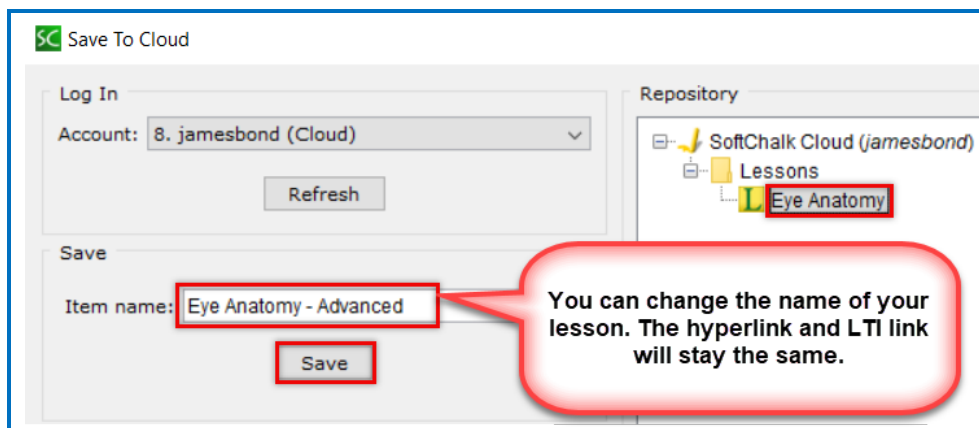 SC Save To Cloud
Log In
Account: 8. jamesbond (Cloud)
Refresh
Save
Item name: Eye Anatomy - Advanced
Save
Repository
SoftChalk Cloud (jamesbond)
Lessons
L Eye Anatomy
You can change the name of your
lesson. The hyperlink and LTI link
will stay the same.